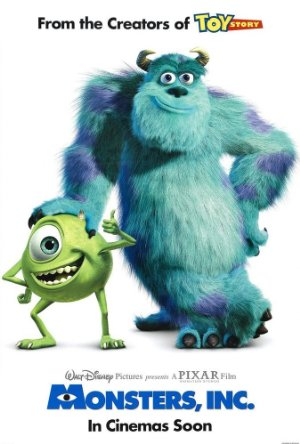 From the Creators of TOY STORY
WALT DISNEY Pictures presents A PIXAR Film
MONSTERS, INC.
In Cinemas Soon